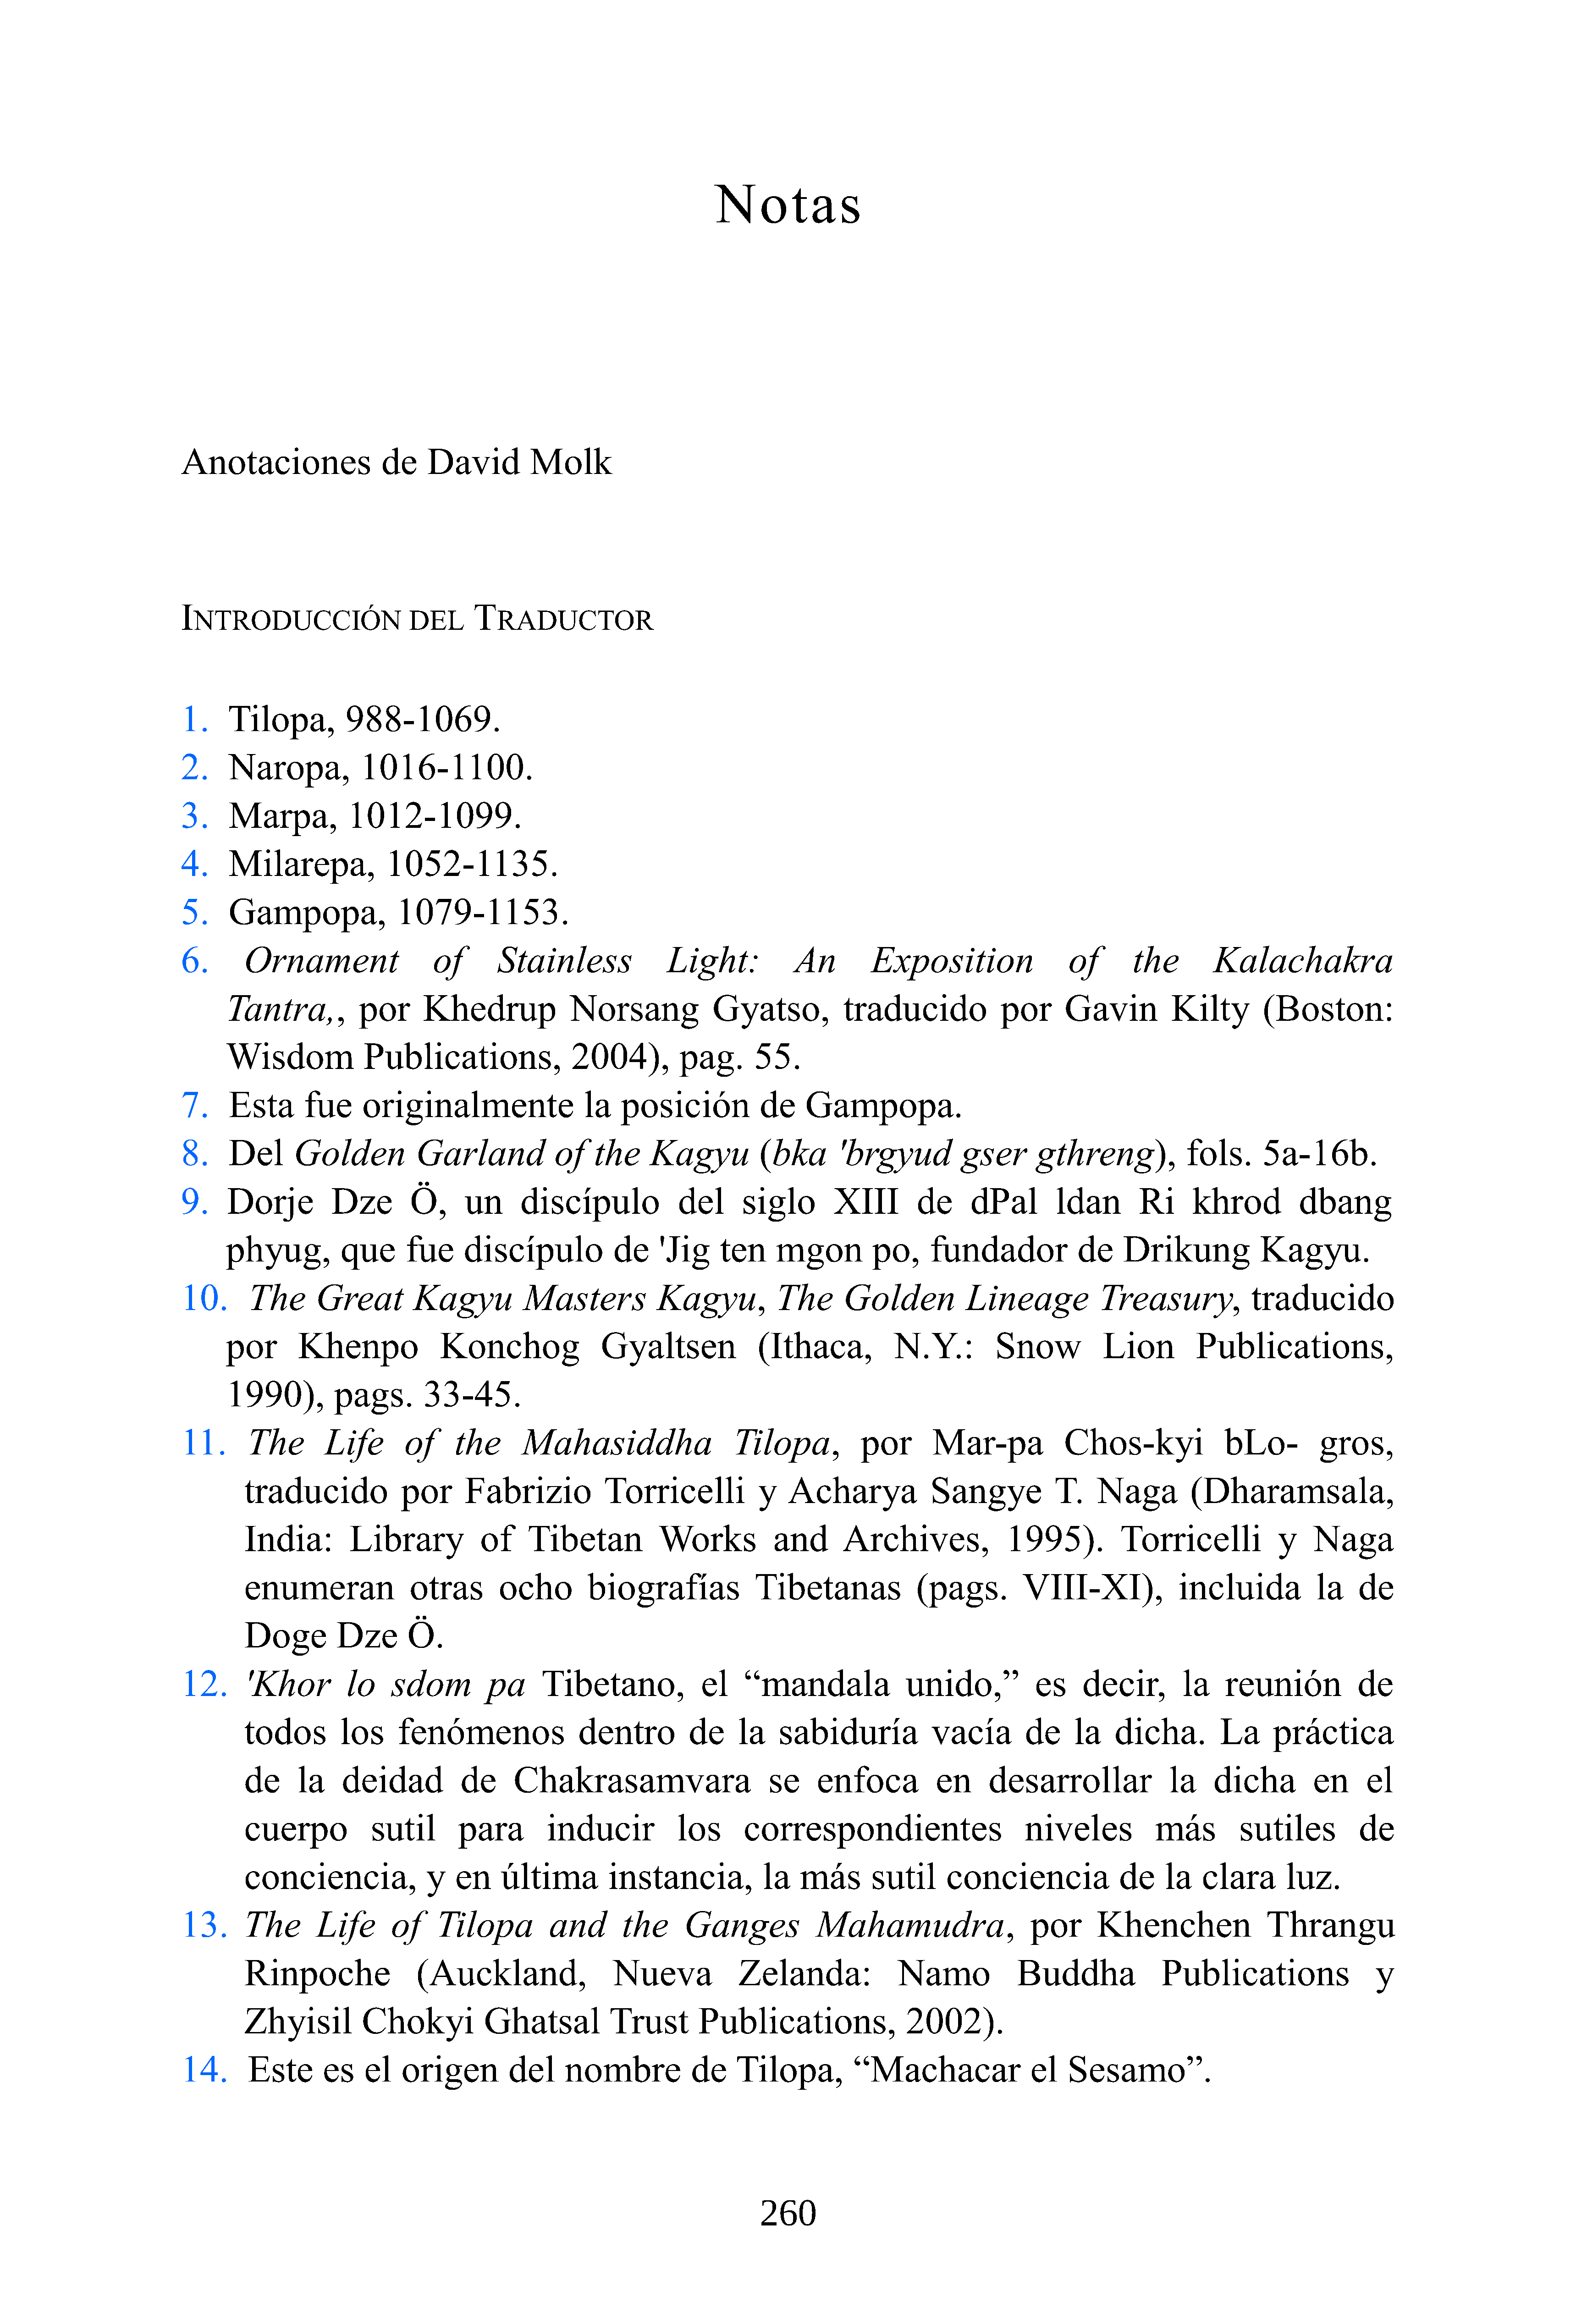 Notas
Anotaciones de David Molk
INTRODUCCIÓN DEL TRADUCTOR
1. Tilopa, 988-1069.
2. Naropa, 1016-1100.
3. Marpa, 1012-1099.
4. Milarepa, 1052-1135.
5. Gampopa, 1079-1153.
6. Ornament of Stainless Light: An Exposition of the Kalachakra
Tantra,, por Khedrup Norsang Gyatso, traducido por Gavin Kilty (Boston:
Wisdom Publications, 2004), pag. 55.
7. Esta fue originalmente la posición de Gampopa.
8. Del Golden Garland of the Kagyu (bka 'brgyud gser gthreng), fols. 5a-16b.
9. Dorje Dze Ö, un discípulo del siglo XIII de dPal ldan Ri khrod dbang
phyug, que fue discípulo de 'Jig ten mgon po, fundador de Drikung Kagyu.
10. The Great Kagyu Masters Kagyu, The Golden Lineage Treasury, traducido
por Khenpo Konchog Gyaltsen (Ithaca, N.Y.: Snow Lion Publications,
1990), pags. 33-45.
11. The Life of the Mahasiddha Tilopa, por Mar-pa Chos-kyi bLo- gros,
traducido por Fabrizio Torricelli y Acharya Sangye T. Naga (Dharamsala,
India: Library of Tibetan Works and Archives, 1995). Torricelli y Naga
enumeran otras ocho biografías Tibetanas (pags. VIII-XI), incluida la de
Doge Dze Ö.
12. 'Khor lo sdom pa Tibetano, el “mandala unido,” es decir, la reunión de
todos los fenómenos dentro de la sabiduría vacía de la dicha. La práctica
de la deidad de Chakrasamvara se enfoca en desarrollar la dicha en el
cuerpo sutil para inducir los correspondientes niveles más sutiles de
conciencia, y en última instancia, la más sutil conciencia de la clara luz.
13. The Life of Tilopa and the Ganges Mahamudra, por Khenchen Thrangu
Rinpoche (Auckland, Nueva Zelanda: Namo Buddha Publications y
Zhyisil Chokyi Ghatsal Trust Publications, 2002).
14. Este es el origen del nombre de Tilopa, “Machacar el Sesamo”.
260